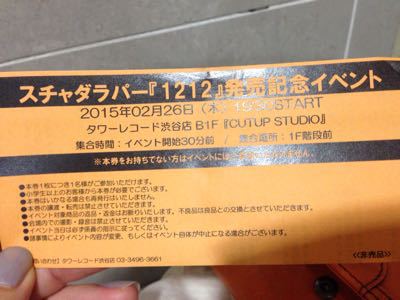 スチャダラパー『1212』発売記念イベント
2015年02月26日 (木) 19:30START
タワーレコード渋谷店 B1F『CUTUP STUDIO』
集合時間：イベント開始30分前 / 集合場所：1F階段前
※本券をお持ちでない方はイベントには
●本券1枚につき1名様がご参加いただけます。
●小学生以上のお客様から本券が必要でございます。
●本券はいかなる場合も再発行はいたしません。
●本券の譲渡・転売は禁止とさせていただきます。
●イベント対象商品の返品・返金はお断りいたします。不良品は良品との交換とさせていただきます。
●会場内での撮影・録音は禁止とさせていただきます。
●イベント当日は必ず係員の指示に従ってください。
●諸事情によりイベント内容が変更、もしくはイベント自体が中止になる場合がございます。
い合わせ】タワーレコード渋谷店 03-3496-3661
<非売品>